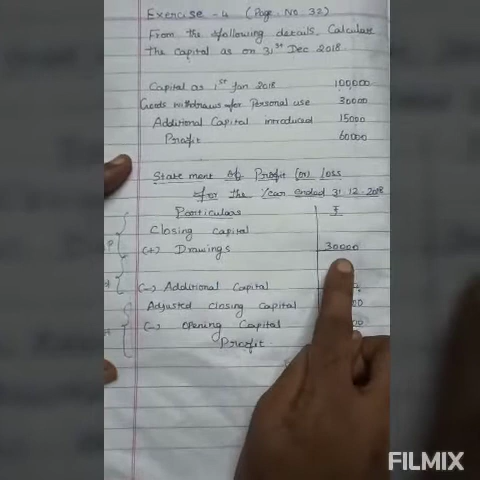 Exercise - 4 (Page No. 32)
From the following details, Calculate
The capital as on 31st Dec 2018.
Capital as 1st Jan 2018 100,000
Goods withdrawn for Personal use 30000
Additional Capital introduced 15000
Profit 60000
Statement of Profit (or) loss
for the Year ended 31.12.2018
Particulars ₹
Closing Capital
(+) Drawings 30000
(-) Additional Capital
Adjusted closing capital
(-) Opening Capital
Profit
FILMIX